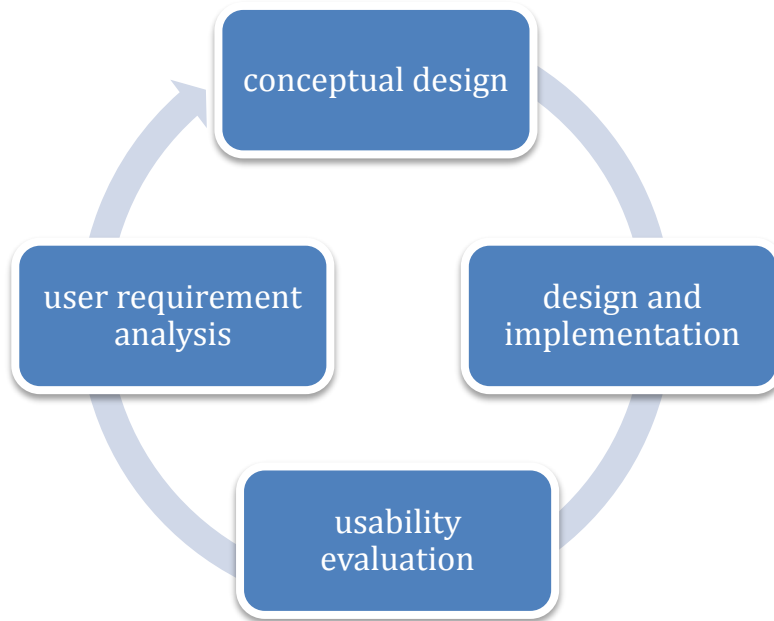 conceptual design
user requirement
analysis
design and
implementation
usability
evaluation